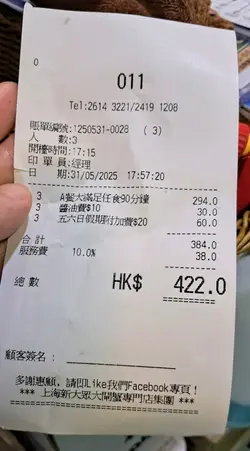 0
011
Tel:2614 3221/2419 1208
賬單編號:1250531-0028 (3)
人 數:3
開檯時間:17:15
印 單 員:經理
日 期:31/05/2025 17:57:20
3 A餐大滿足任食90分鐘 294.0
3 醬油費$10 30.0
3 五六日假期附加費$20 60.0
合計 384.0
服務費 10.0% 38.0
總數 HK$ 422.0
顧客簽名:
多謝惠顧, 請即Like我們Facebook專頁!
*** 上海新大眾大閘蟹專門店集團 ***